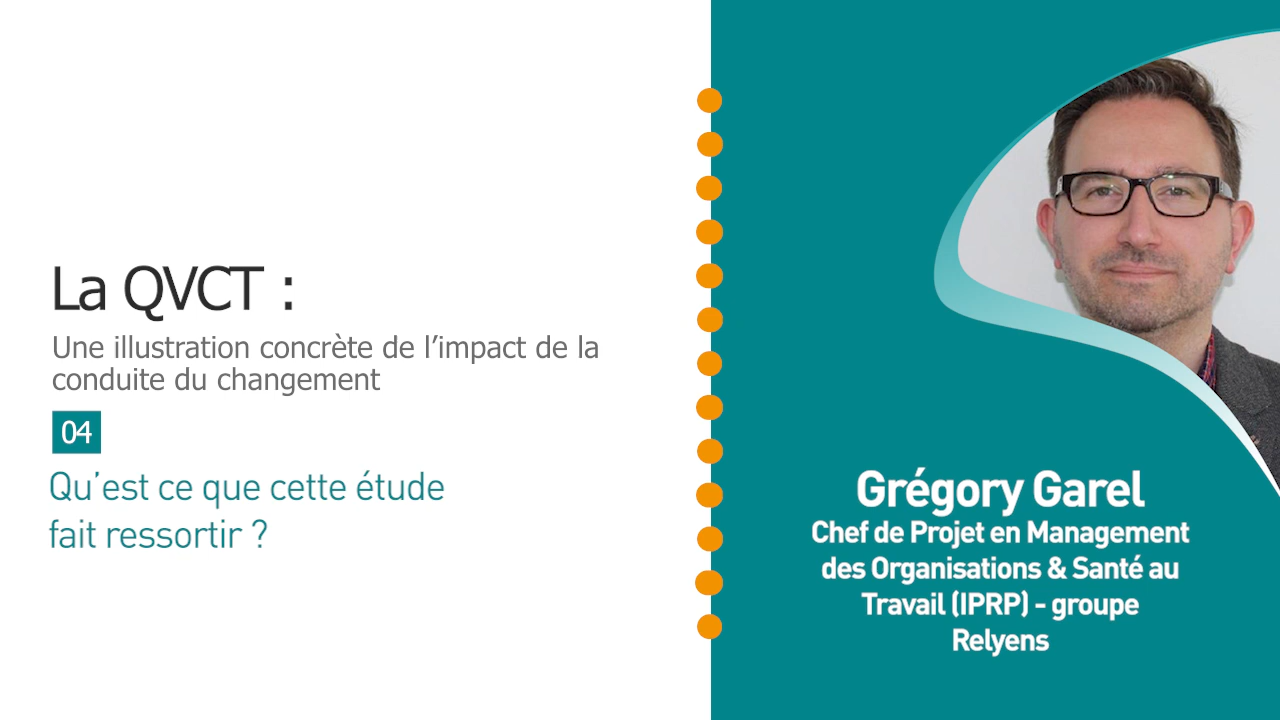 La QVCT :
Une illustration concrète de l’impact de la
conduite du changement
04
Qu’est ce que cette étude
fait ressortir ?
Grégory Garel
Chef de Projet en Management
des Organisations & Santé au
Travail (IPRP) - groupe
Relyens